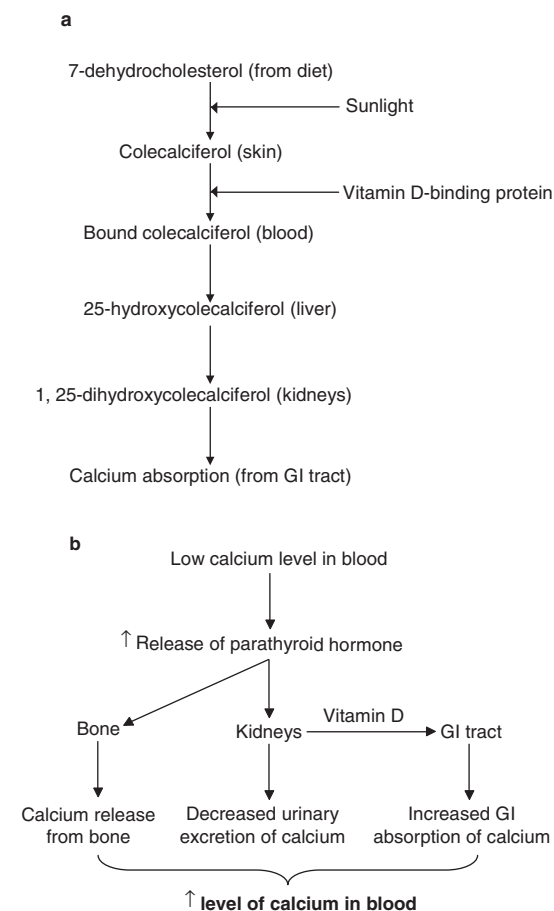 a
7-dehydrocholesterol (from diet)
Sunlight
Colecalciferol (skin)
Vitamin D-binding protein
Bound colecalciferol (blood)
25-hydroxycolecalciferol (liver)
1, 25-dihydroxycolecalciferol (kidneys)
Calcium absorption (from GI tract)
b
Low calcium level in blood
↑ Release of parathyroid hormone
Vitamin D
Bone Kidneys GI tract
Calcium release Decreased urinary Increased GI
from bone excretion of calcium absorption of calcium
↑ level of calcium in blood